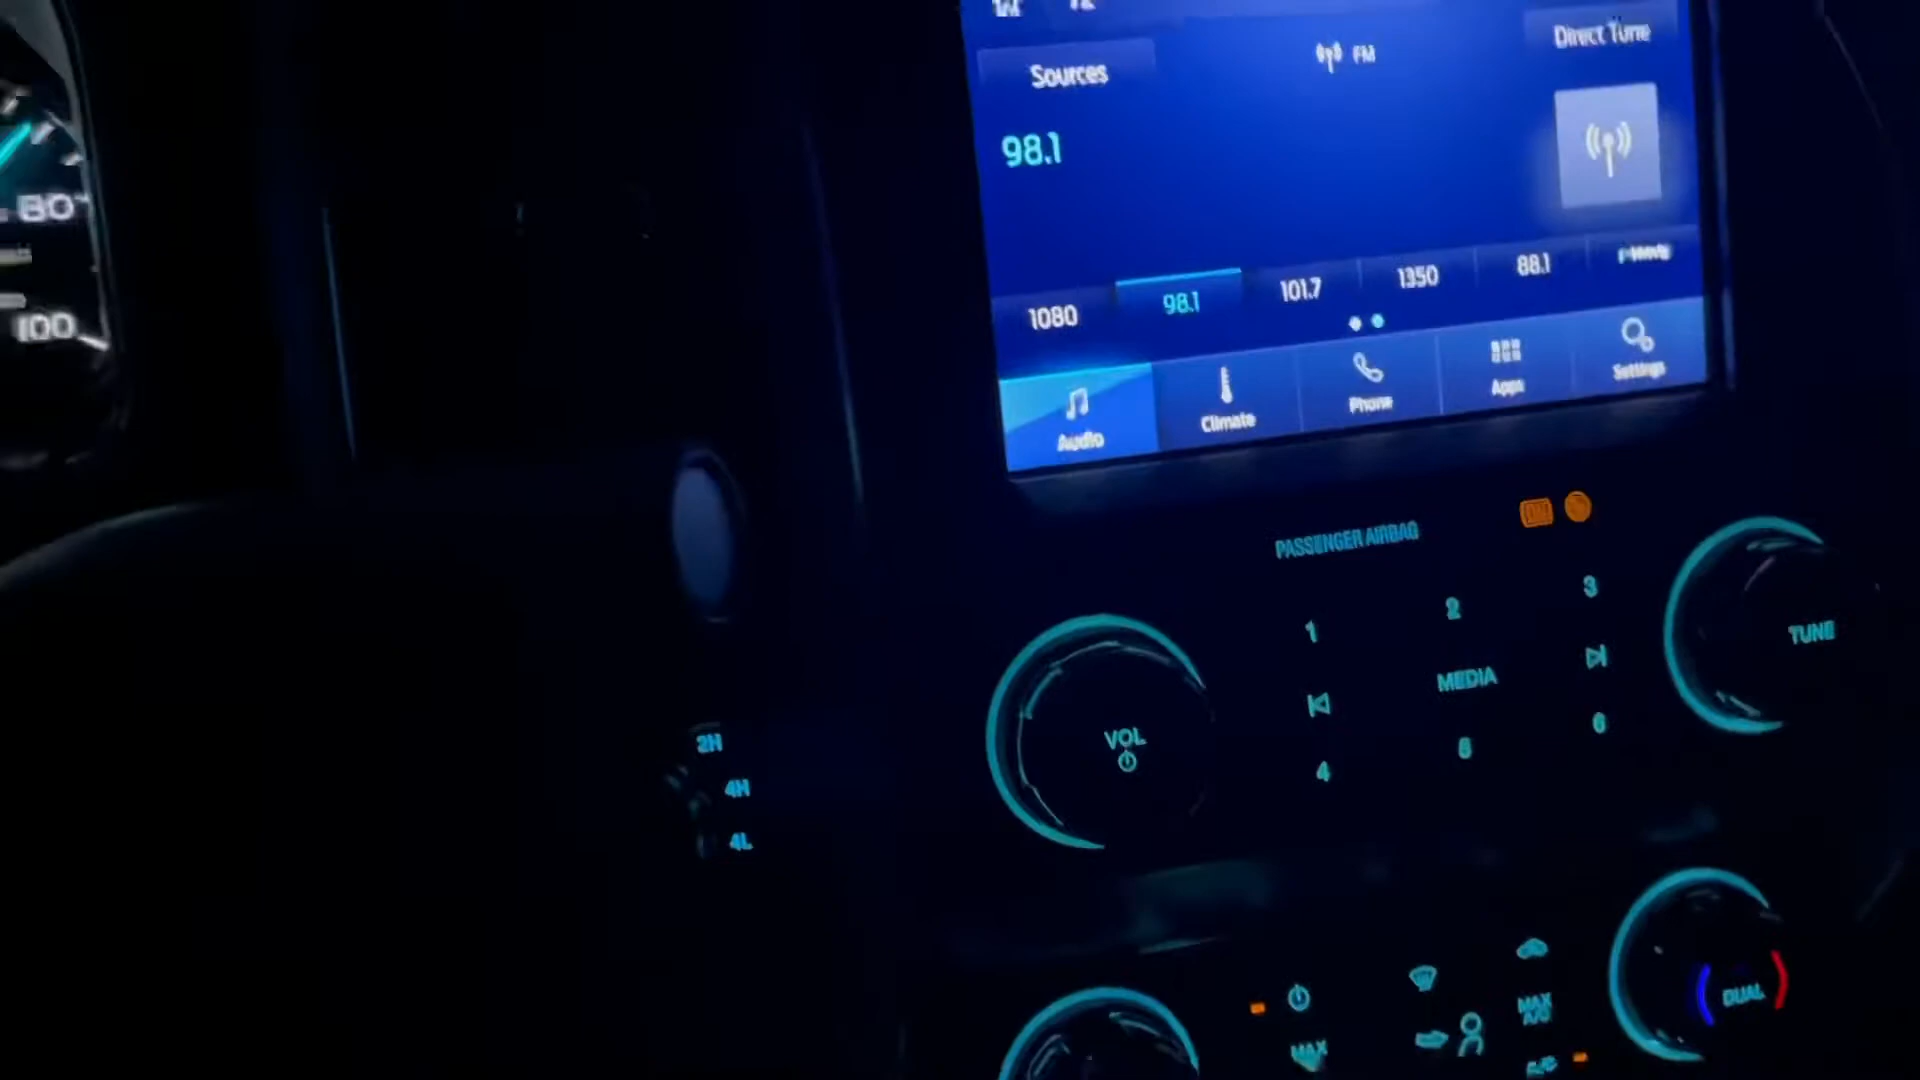 Direct Tune
FM
Sources
98.1
80
1080 98.1 101.7 1350 88.1
100
Audio Climate Phone Apps Settings
PASSENGER AIRBAG
1 2 3
TUNE
MEDIA
VOL
4 5 6
2H
4H
4L
DUAL
MAX
A/C
MAX
A/C